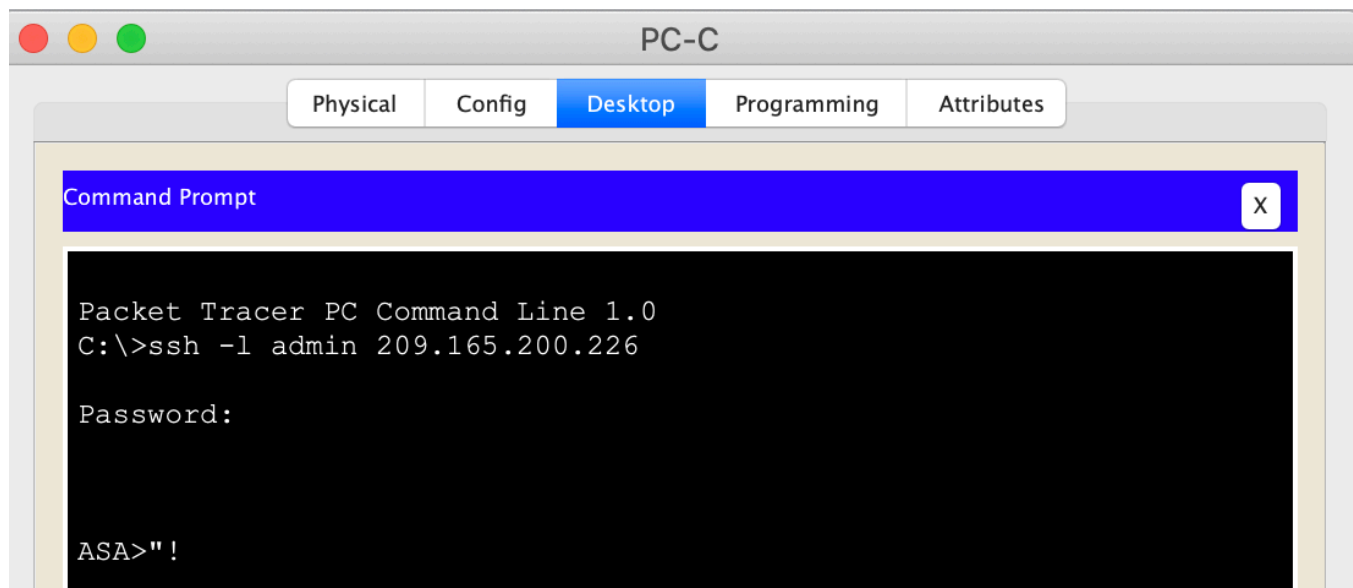 PC-C
Physical Config Desktop Programming Attributes
Command Prompt X
Packet Tracer PC Command Line 1.0
C:\>ssh -l admin 209.165.200.226
Password:
ASA>"!